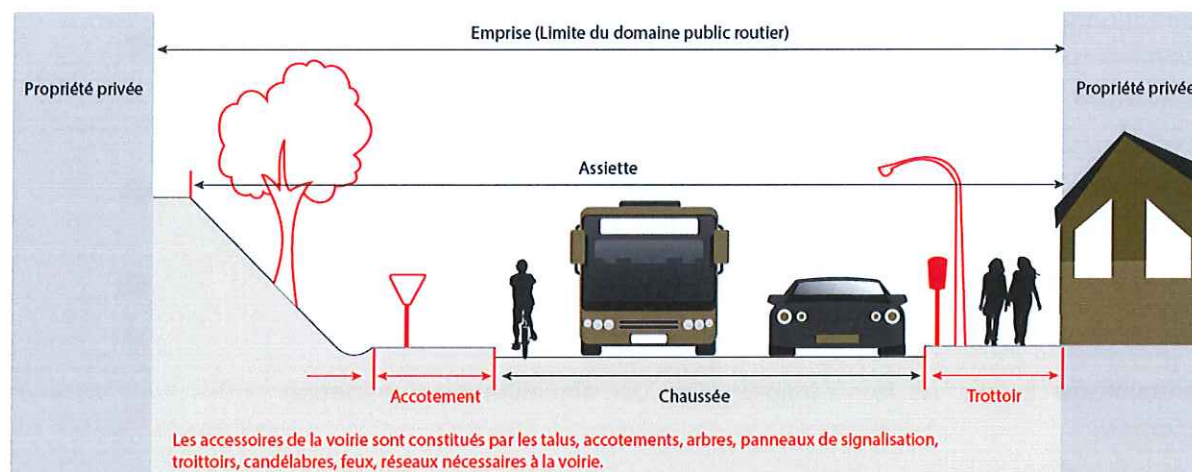 Emprise (Limite du domaine public routier)
Propriété privée
Propriété privée
Assiette
Accotement
Chaussée
Trottoir
Les accessoires de la voirie sont constitués par les talus, accotements, arbres, panneaux de signalisation,
troittoirs, candélabres, feux, réseaux nécessaires à la voirie.